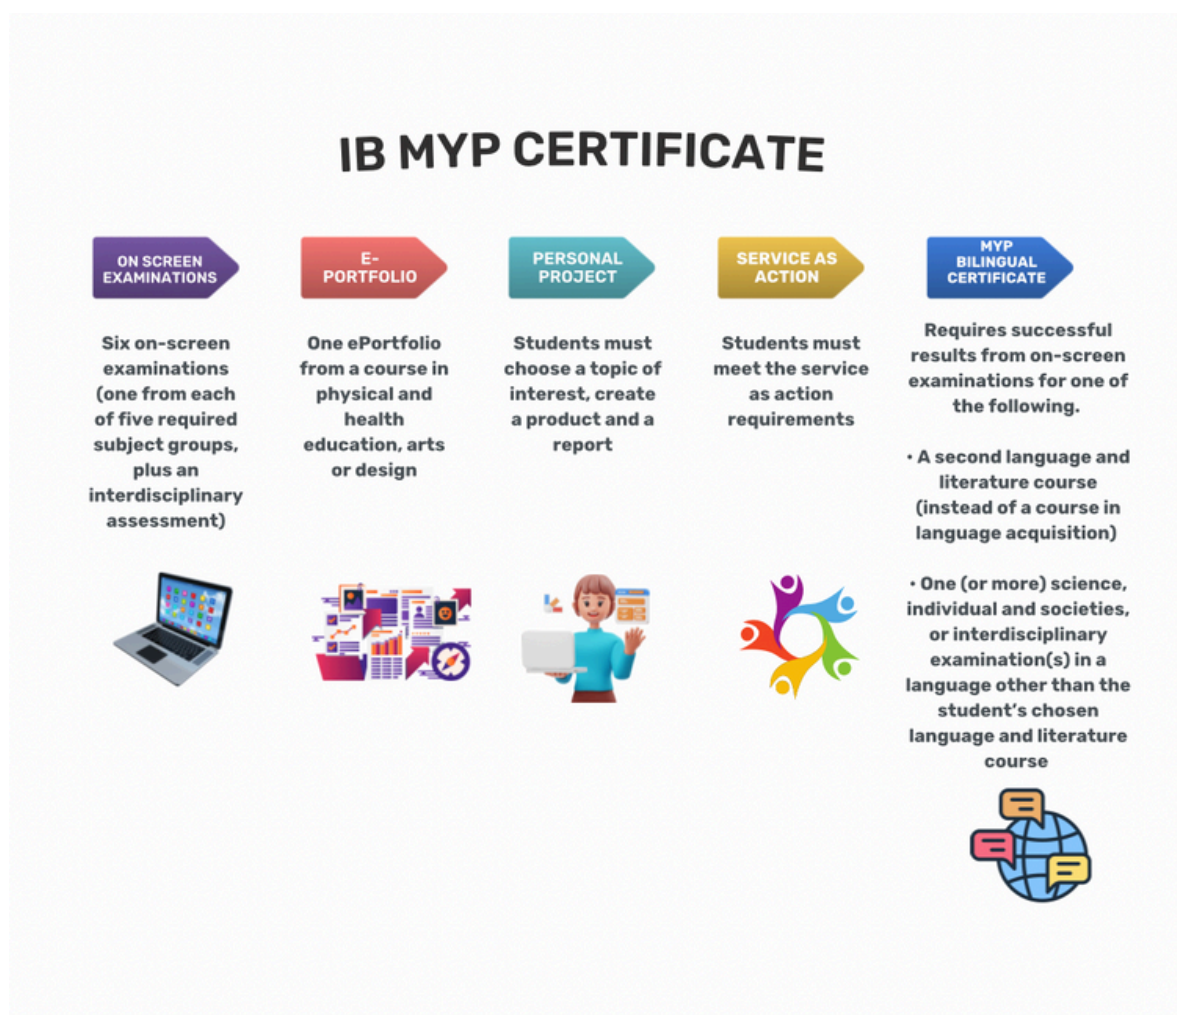 IB MYP CERTIFICATE
ON SCREEN
EXAMINATIONS
Six on-screen
examinations
(one from each
of five required
subject groups,
plus an
interdisciplinary
assessment)
E-
PORTFOLIO
One ePortfolio
from a course in
physical and
health
education, arts
or design
PERSONAL
PROJECT
Students must
choose a topic of
interest, create
a product and a
report
SERVICE AS
ACTION
Students must
meet the service
as action
requirements
MYP
BILINGUAL
CERTIFICATE
Requires successful
results from on-screen
examinations for one of
the following.
• A second language and
literature course
(instead of a course in
language acquisition)
• One (or more) science,
individual and societies,
or interdisciplinary
examination(s) in a
language other than the
student’s chosen
language and literature
course